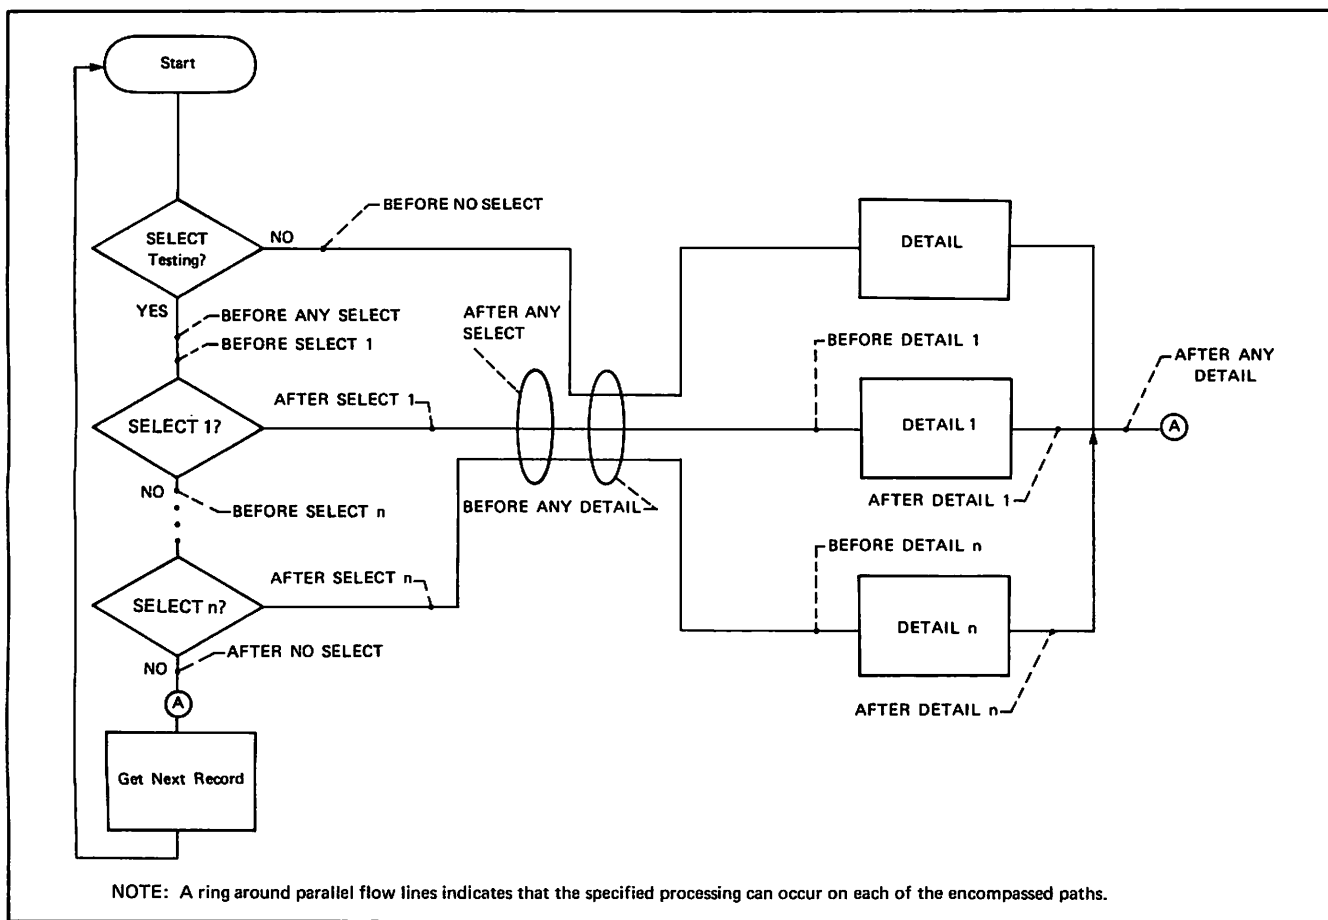 Start
BEFORE NO SELECT
SELECT
Testing?
NO
DETAIL
YES
BEFORE ANY SELECT
BEFORE SELECT 1
AFTER ANY
SELECT
BEFORE DETAIL 1
AFTER ANY
DETAIL
SELECT 1?
AFTER SELECT 1
DETAIL 1
A
NO
BEFORE SELECT n
BEFORE ANY DETAIL
AFTER DETAIL 1
BEFORE DETAIL n
SELECT n?
AFTER SELECT n
DETAIL n
NO
AFTER NO SELECT
A
AFTER DETAIL n
Get Next Record
NOTE: A ring around parallel flow lines indicates that the specified processing can occur on each of the encompassed paths.